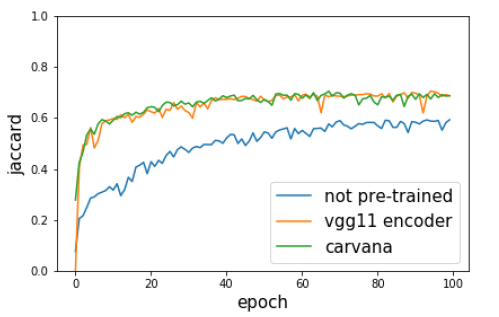 1.0
0.8
0.6
0.4
0.2
0.0
jaccard
not pre-trained
vgg11 encoder
carvana
0 20 40 60 80 100
epoch